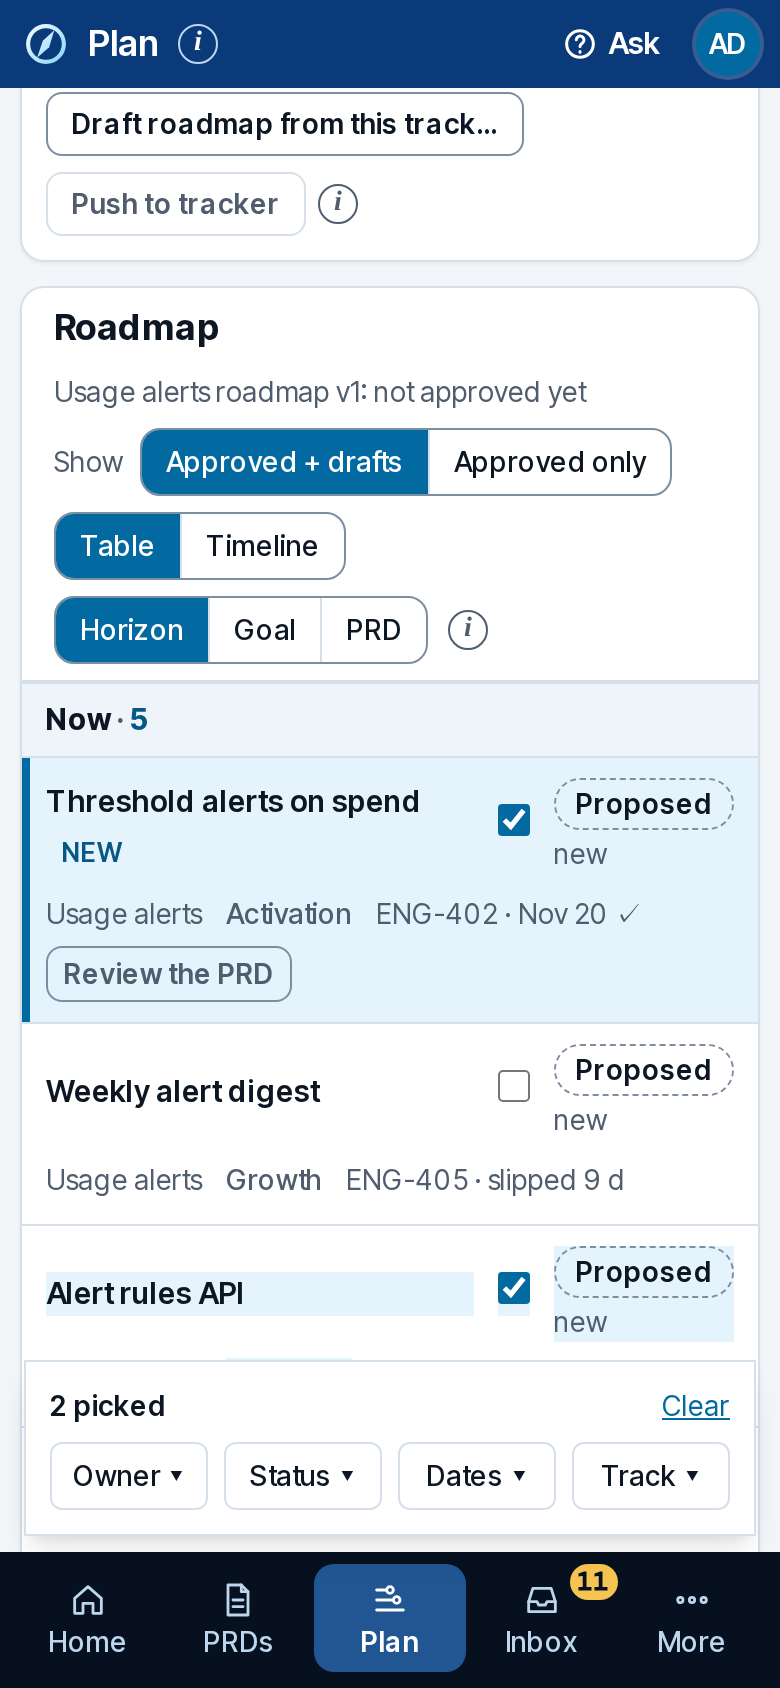 Plan i Ask AD
Draft roadmap from this track...
Push to tracker i
Roadmap
Usage alerts roadmap v1: not approved yet
Show Approved + drafts Approved only
Table Timeline
Horizon Goal PRD i
Now · 5
Threshold alerts on spend Proposed
NEW new
Usage alerts Activation ENG-402 · Nov 20 ✓
Review the PRD
Weekly alert digest Proposed
new
Usage alerts Growth ENG-405 · slipped 9 d
Alert rules API Proposed
new
2 picked Clear
Owner ▾ Status ▾ Dates ▾ Track ▾
11
Home PRDs Plan Inbox More